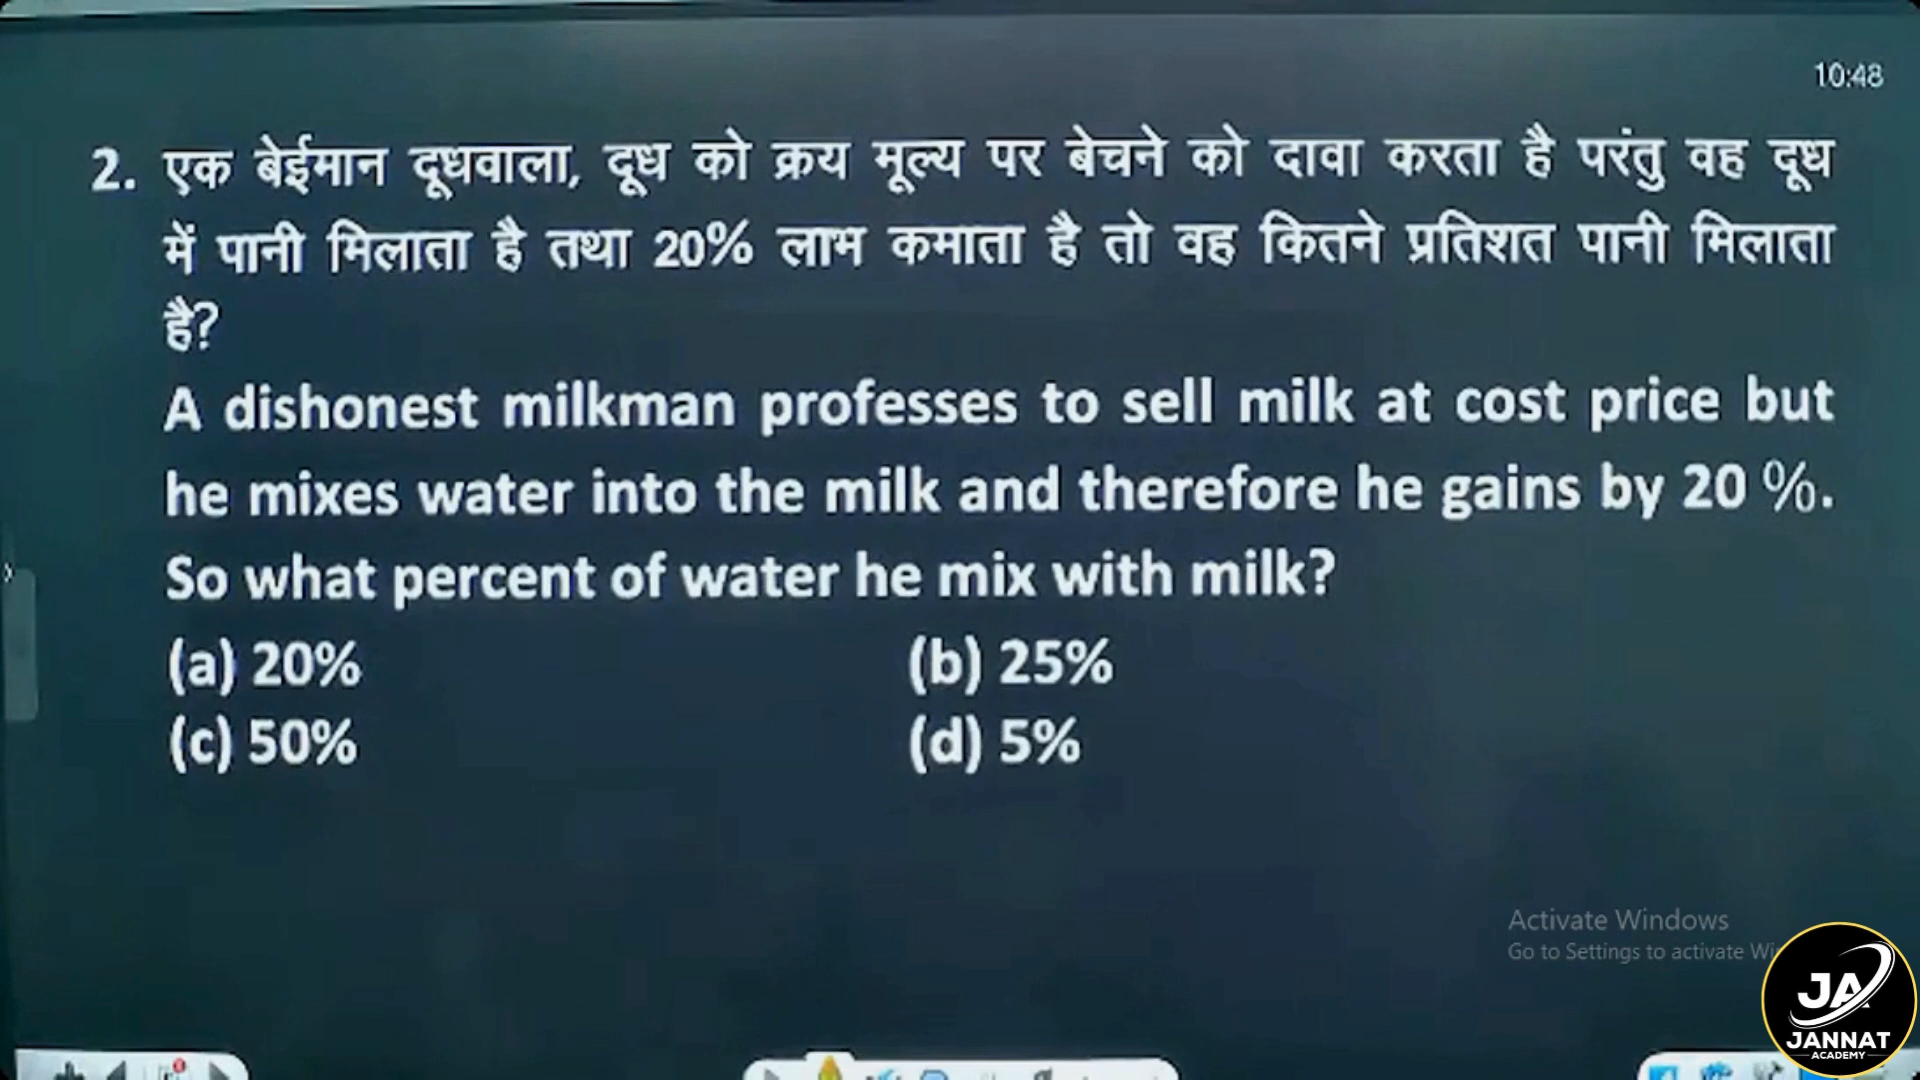 10:48
2. एक बेईमान दूधवाला, दूध को क्रय मूल्य पर बेचने को दावा करता है परंतु वह दूध
में पानी मिलाता है तथा 20% लाभ कमाता है तो वह कितने प्रतिशत पानी मिलाता
है?
A dishonest milkman professes to sell milk at cost price but
he mixes water into the milk and therefore he gains by 20 %.
So what percent of water he mix with milk?
(a) 20% (b) 25%
(c) 50% (d) 5%
Activate Windows
Go to Settings to activate
JA
JANNAT
ACADEMY